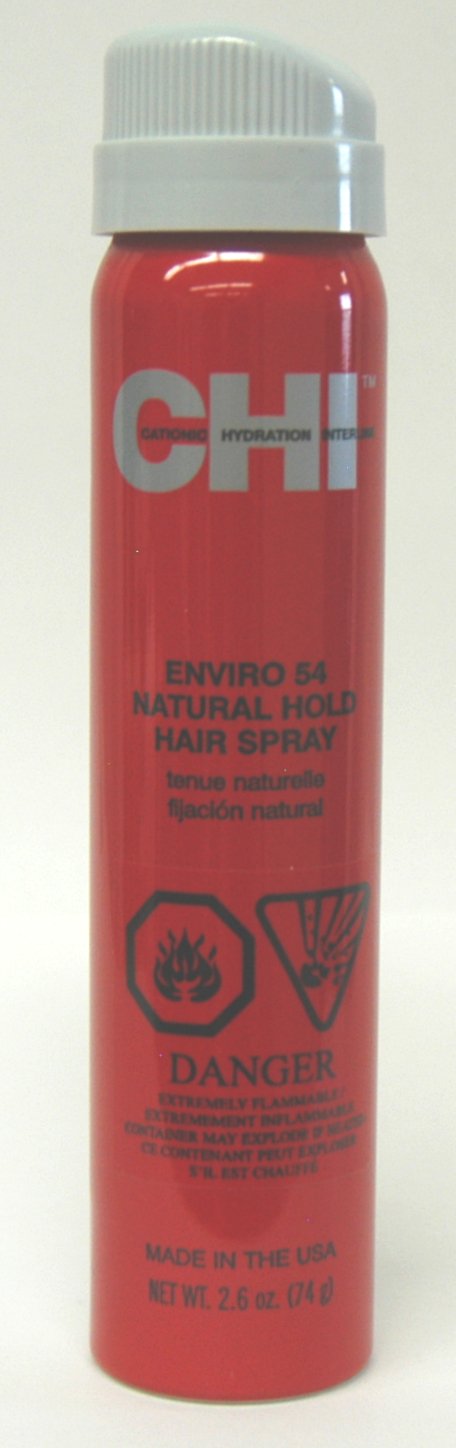 CHI™
CATIONIC HYDRATION INTERLINK
ENVIRO 54
NATURAL HOLD
HAIR SPRAY
tenue naturelle
fijación natural
DANGER
EXTREMELY FLAMMABLE /
EXTREMEMENT INFLAMMABLE
CONTAINER MAY EXPLODE IF HEATED
CE CONTENANT PEUT EXPLOSER
S'IL EST CHAUFFÉ
MADE IN THE USA
NET WT. 2.6 oz. (74 g)